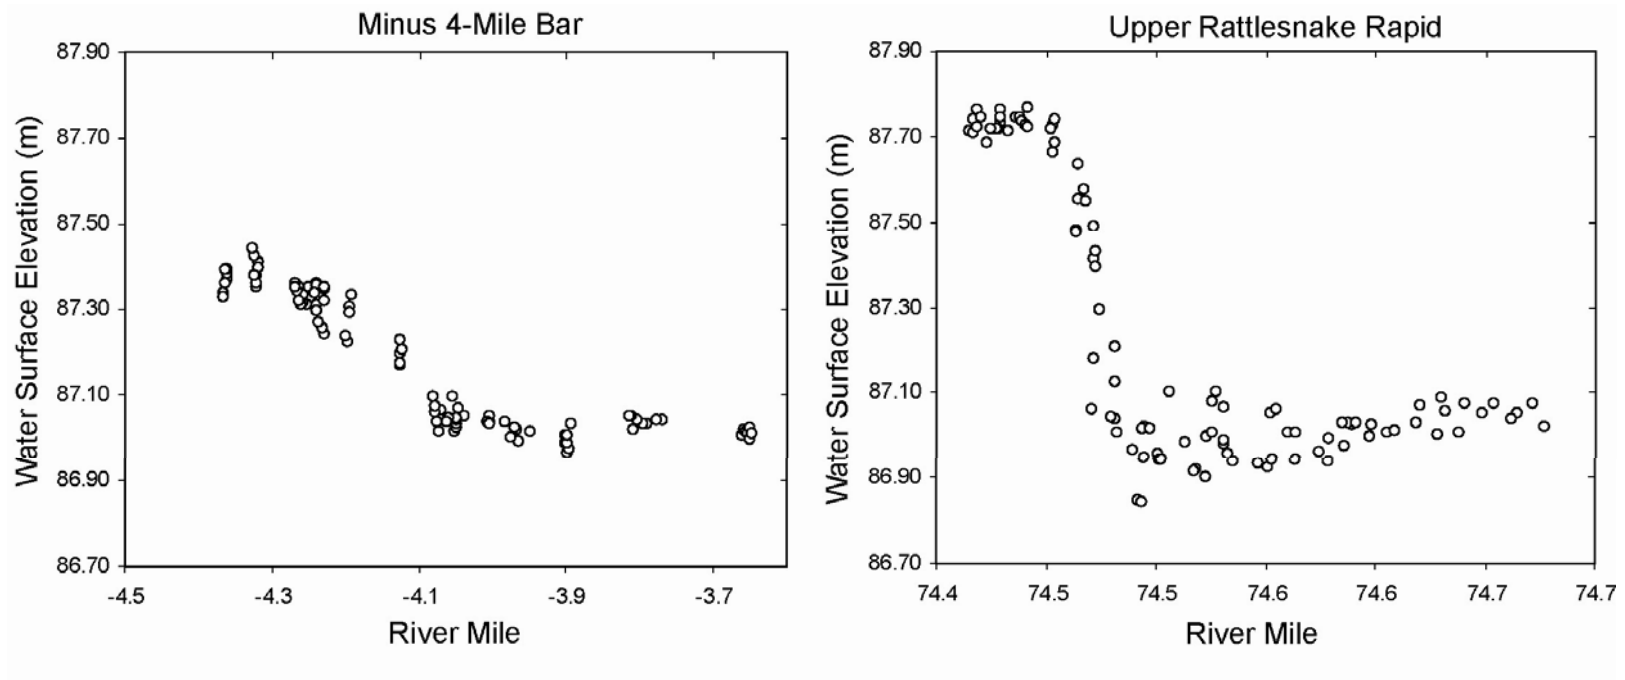 Minus 4-Mile Bar
87.90
87.70
87.50
87.30
87.10
86.90
86.70
Water Surface Elevation (m)
-4.5 -4.3 -4.1 -3.9 -3.7
River Mile
Upper Rattlesnake Rapid
87.90
87.70
87.50
87.30
87.10
86.90
86.70
Water Surface Elevation (m)
74.4 74.5 74.5 74.6 74.6 74.7 74.7
River Mile